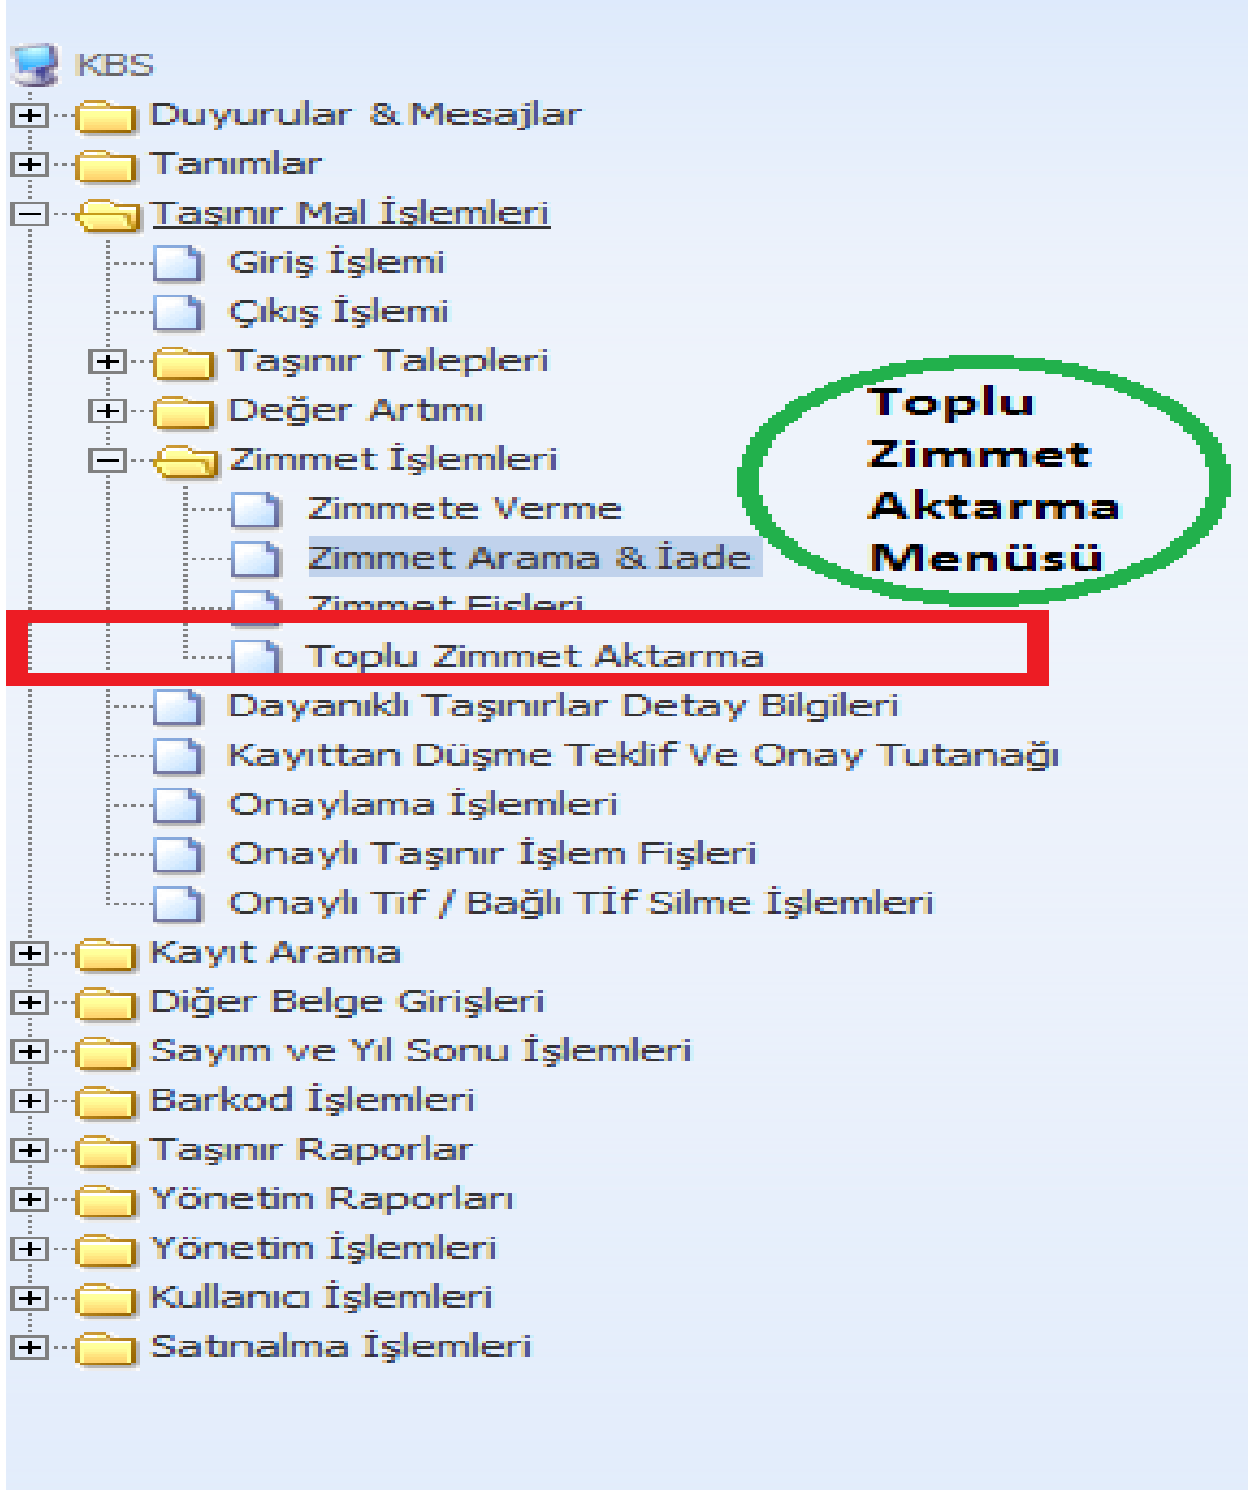 KBS
Duyurular & Mesajlar
Tanımlar
Taşınır Mal İşlemleri
Giriş İşlemi
Çıkış İşlemi
Taşınır Talepleri
Değer Artımı
Zimmet İşlemleri
Zimmete Verme
Zimmet Arama & İade
Zimmet Fişleri
Toplu Zimmet Aktarma
Dayanıklı Taşınırlar Detay Bilgileri
Kayıttan Düşme Teklif Ve Onay Tutanağı
Onaylama İşlemleri
Onaylı Taşınır İşlem Fişleri
Onaylı Tif / Bağlı TİF Silme İşlemleri
Kayıt Arama
Diğer Belge Girişleri
Sayım ve Yıl Sonu İşlemleri
Barkod İşlemleri
Taşınır Raporlar
Yönetim Raporları
Yönetim İşlemleri
Kullanıcı İşlemleri
Satınalma İşlemleri
Toplu
Zimmet
Aktarma
Menüsü